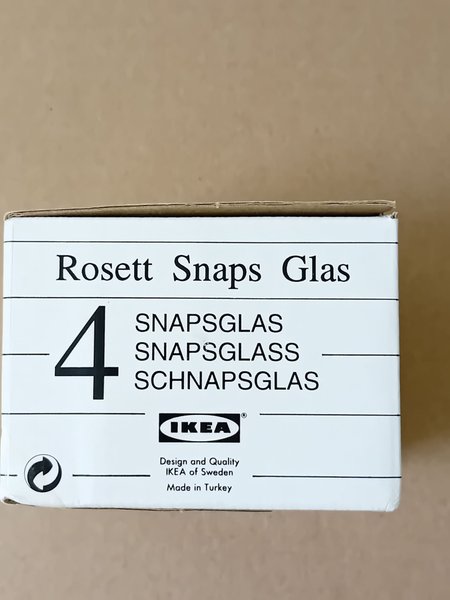 Rosett Snaps Glas
4
SNAPSGLAS
SNAPSGLASS
SCHNAPSGLAS
IKEA®
Design and Quality
IKEA of Sweden
Made in Turkey